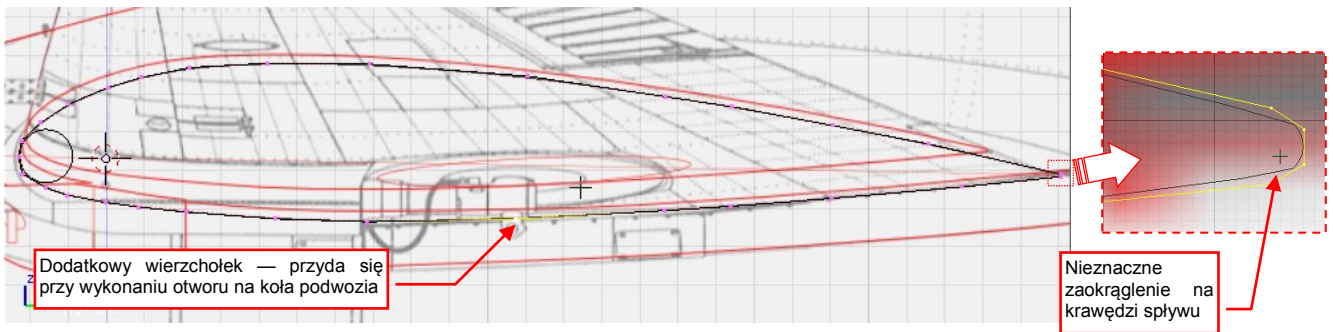 Dodatkowy wierzchołek — przyda się
przy wykonaniu otworu na koła podwozia
Nieznaczne
zaokrąglenie na
krawędzi spływu
z